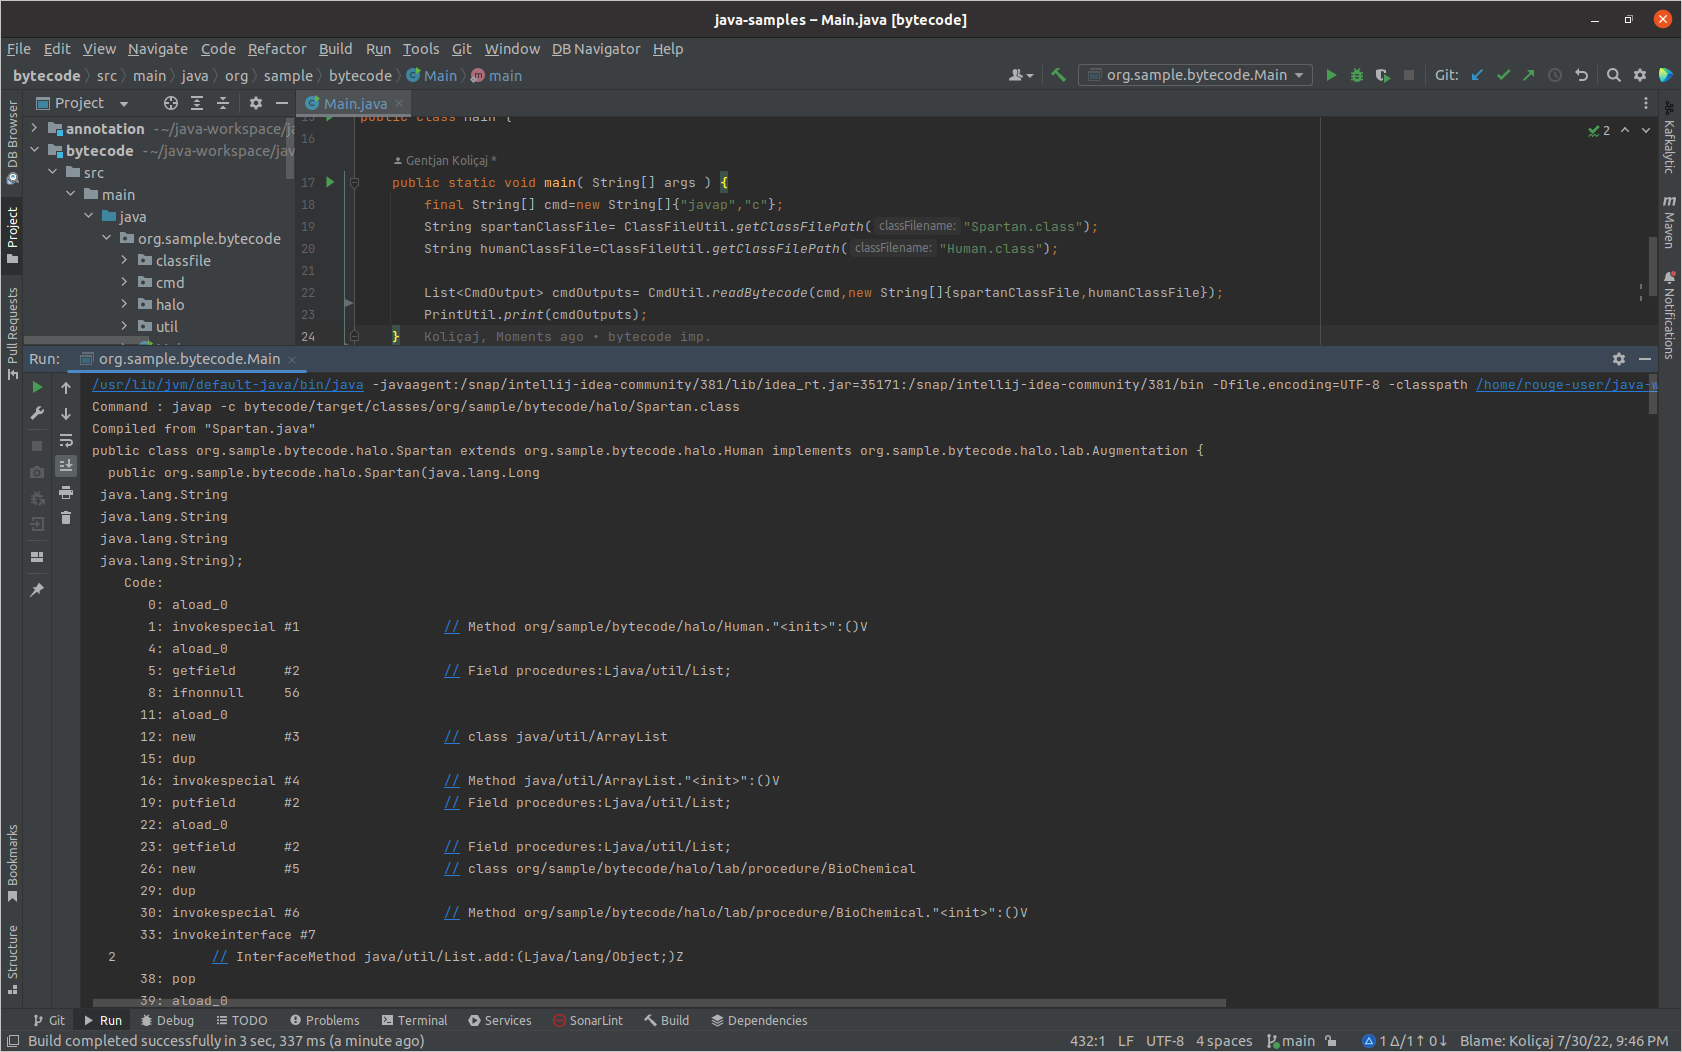 java-samples – Main.java [bytecode]
File Edit View Navigate Code Refactor Build Run Tools Git Window DB Navigator Help
bytecode src main java org sample bytecode Main main
org.sample.bytecode.Main Git:
Project
Main.java
DB Browser
Project
Pull Requests
Bookmarks
Structure
annotation ~/java-workspace/ja
bytecode ~/java-workspace/jav
src
main
java
org.sample.bytecode
classfile
cmd
halo
util
15 public class Main {
16
Gentjan Koliçaj *
17 public static void main( String[] args ) {
18 final String[] cmd=new String[]{"javap","c"};
19 String spartanClassFile= ClassFileUtil.getClassFilePath( classFilename: "Spartan.class");
20 String humanClassFile=ClassFileUtil.getClassFilePath( classFilename: "Human.class");
21
22 List<CmdOutput> cmdOutputs= CmdUtil.readBytecode(cmd,new String[]{spartanClassFile,humanClassFile});
23 PrintUtil.print(cmdOutputs);
24 } Koliçaj, Moments ago • bytecode imp.
2
Kafkalytic
m Maven
Notifications
Run: org.sample.bytecode.Main
/usr/lib/jvm/default-java/bin/java -javaagent:/snap/intellij-idea-community/381/lib/idea_rt.jar=35171:/snap/intellij-idea-community/381/bin -Dfile.encoding=UTF-8 -classpath /home/rouge-user/java-w
Command : javap -c bytecode/target/classes/org/sample/bytecode/halo/Spartan.class
Compiled from "Spartan.java"
public class org.sample.bytecode.halo.Spartan extends org.sample.bytecode.halo.Human implements org.sample.bytecode.halo.lab.Augmentation {
public org.sample.bytecode.halo.Spartan(java.lang.Long
java.lang.String
java.lang.String
java.lang.String
java.lang.String);
Code:
0: aload_0
1: invokespecial #1 // Method org/sample/bytecode/halo/Human."<init>":()V
4: aload_0
5: getfield #2 // Field procedures:Ljava/util/List;
8: ifnonnull 56
11: aload_0
12: new #3 // class java/util/ArrayList
15: dup
16: invokespecial #4 // Method java/util/ArrayList."<init>":()V
19: putfield #2 // Field procedures:Ljava/util/List;
22: aload_0
23: getfield #2 // Field procedures:Ljava/util/List;
26: new #5 // class org/sample/bytecode/halo/lab/procedure/BioChemical
29: dup
30: invokespecial #6 // Method org/sample/bytecode/halo/lab/procedure/BioChemical."<init>":()V
33: invokeinterface #7
2 // InterfaceMethod java/util/List.add:(Ljava/lang/Object;)Z
38: pop
39: aload_0
Git Run Debug TODO Problems Terminal Services SonarLint Build Dependencies
Build completed successfully in 3 sec, 337 ms (a minute ago) 432:1 LF UTF-8 4 spaces main 1 Δ/1↑ 0↓ Blame: Koliçaj 7/30/22, 9:46 PM